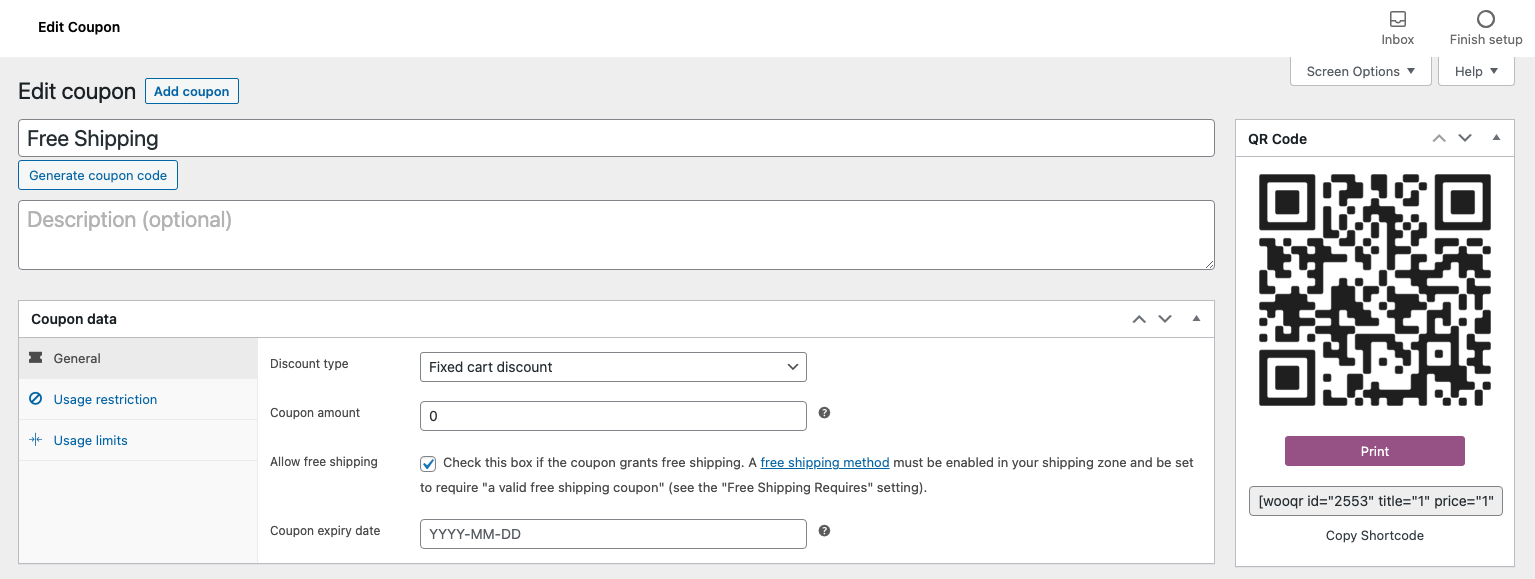 Edit Coupon
Inbox
Finish setup
Screen Options
Help
Edit coupon
Add coupon
Free Shipping
Generate coupon code
Description (optional)
Coupon data
General
Usage restriction
Usage limits
Discount type
Fixed cart discount
Coupon amount
0
Allow free shipping
Check this box if the coupon grants free shipping. A free shipping method must be enabled in your shipping zone and be set
to require "a valid free shipping coupon" (see the "Free Shipping Requires" setting).
Coupon expiry date
YYYY-MM-DD
QR Code
Print
[wooqr id="2553" title="1" price="1"
Copy Shortcode